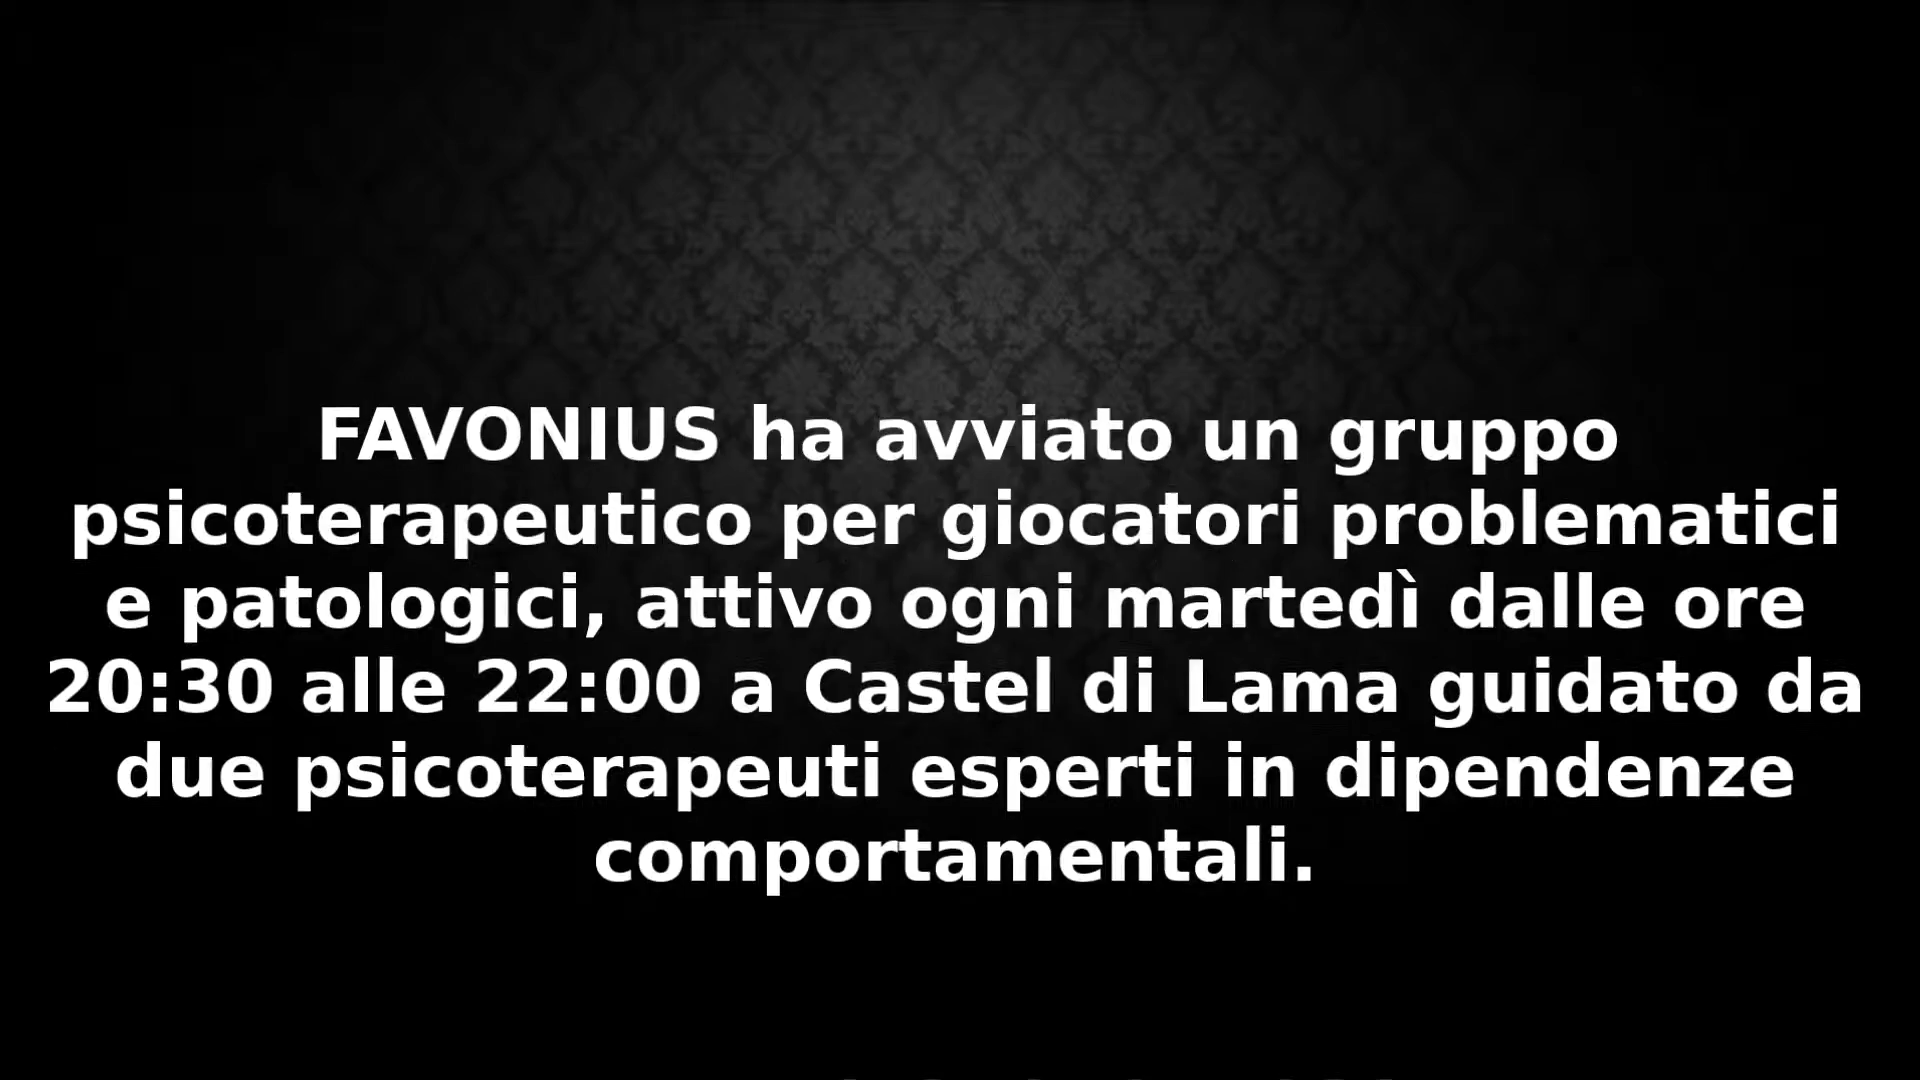 FAVONIUS ha avviato un gruppo
psicoterapeutico per giocatori problematici
e patologici, attivo ogni martedì dalle ore
20:30 alle 22:00 a Castel di Lama guidato da
due psicoterapeuti esperti in dipendenze
comportamentali.